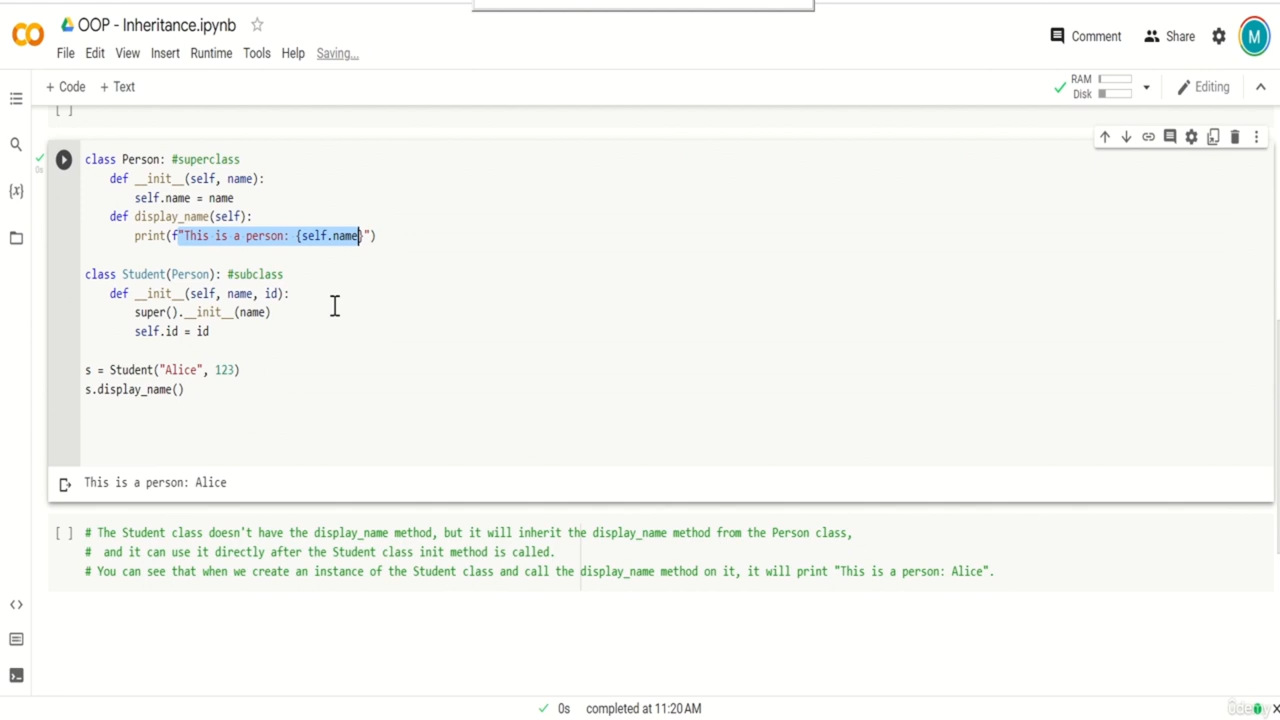 OOP - Inheritance.ipynb
Comment
Share
M
File Edit View Insert Runtime Tools Help Saving...
+ Code + Text
RAM
Disk
Editing
[ ]
class Person: #superclass
def __init__(self, name):
self.name = name
def display_name(self):
print(f"This is a person: {self.name}")
class Student(Person): #subclass
def __init__(self, name, id):
super().__init__(name)
self.id = id
s = Student("Alice", 123)
s.display_name()
0s
{x}
This is a person: Alice
[ ] # The Student class doesn't have the display_name method, but it will inherit the display_name method from the Person class,
# and it can use it directly after the Student class init method is called.
# You can see that when we create an instance of the Student class and call the display_name method on it, it will print "This is a person: Alice".
0s completed at 11:20 AM